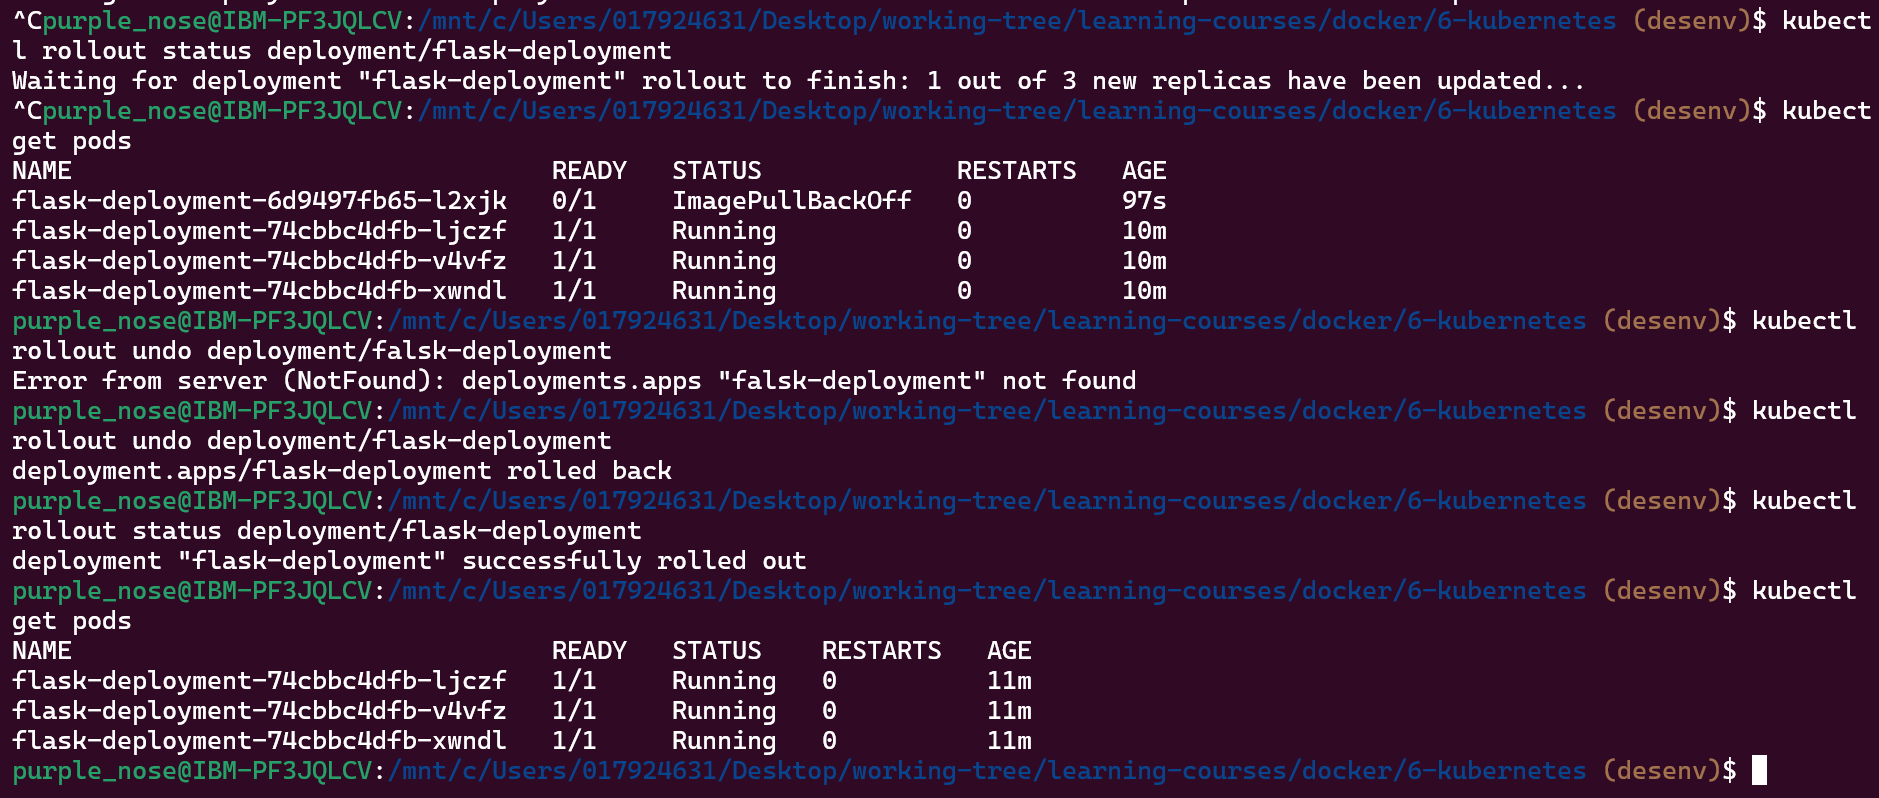 ^Cpurple_nose@IBM-PF3JQLCV:/mnt/c/Users/017924631/Desktop/working-tree/learning-courses/docker/6-kubernetes (desenv)$ kubect
l rollout status deployment/flask-deployment
Waiting for deployment "flask-deployment" rollout to finish: 1 out of 3 new replicas have been updated...
^Cpurple_nose@IBM-PF3JQLCV:/mnt/c/Users/017924631/Desktop/working-tree/learning-courses/docker/6-kubernetes (desenv)$ kubect
get pods
NAME                                READY   STATUS             RESTARTS   AGE
flask-deployment-6d9497fb65-l2xjk   0/1     ImagePullBackOff   0          97s
flask-deployment-74cbbc4dfb-ljczf   1/1     Running            0          10m
flask-deployment-74cbbc4dfb-v4vfz   1/1     Running            0          10m
flask-deployment-74cbbc4dfb-xwndl   1/1     Running            0          10m
purple_nose@IBM-PF3JQLCV:/mnt/c/Users/017924631/Desktop/working-tree/learning-courses/docker/6-kubernetes (desenv)$ kubectl
rollout undo deployment/falsk-deployment
Error from server (NotFound): deployments.apps "falsk-deployment" not found
purple_nose@IBM-PF3JQLCV:/mnt/c/Users/017924631/Desktop/working-tree/learning-courses/docker/6-kubernetes (desenv)$ kubectl
rollout undo deployment/flask-deployment
deployment.apps/flask-deployment rolled back
purple_nose@IBM-PF3JQLCV:/mnt/c/Users/017924631/Desktop/working-tree/learning-courses/docker/6-kubernetes (desenv)$ kubectl
rollout status deployment/flask-deployment
deployment "flask-deployment" successfully rolled out
purple_nose@IBM-PF3JQLCV:/mnt/c/Users/017924631/Desktop/working-tree/learning-courses/docker/6-kubernetes (desenv)$ kubectl
get pods
NAME                                READY   STATUS    RESTARTS   AGE
flask-deployment-74cbbc4dfb-ljczf   1/1     Running   0          11m
flask-deployment-74cbbc4dfb-v4vfz   1/1     Running   0          11m
flask-deployment-74cbbc4dfb-xwndl   1/1     Running   0          11m
purple_nose@IBM-PF3JQLCV:/mnt/c/Users/017924631/Desktop/working-tree/learning-courses/docker/6-kubernetes (desenv)$